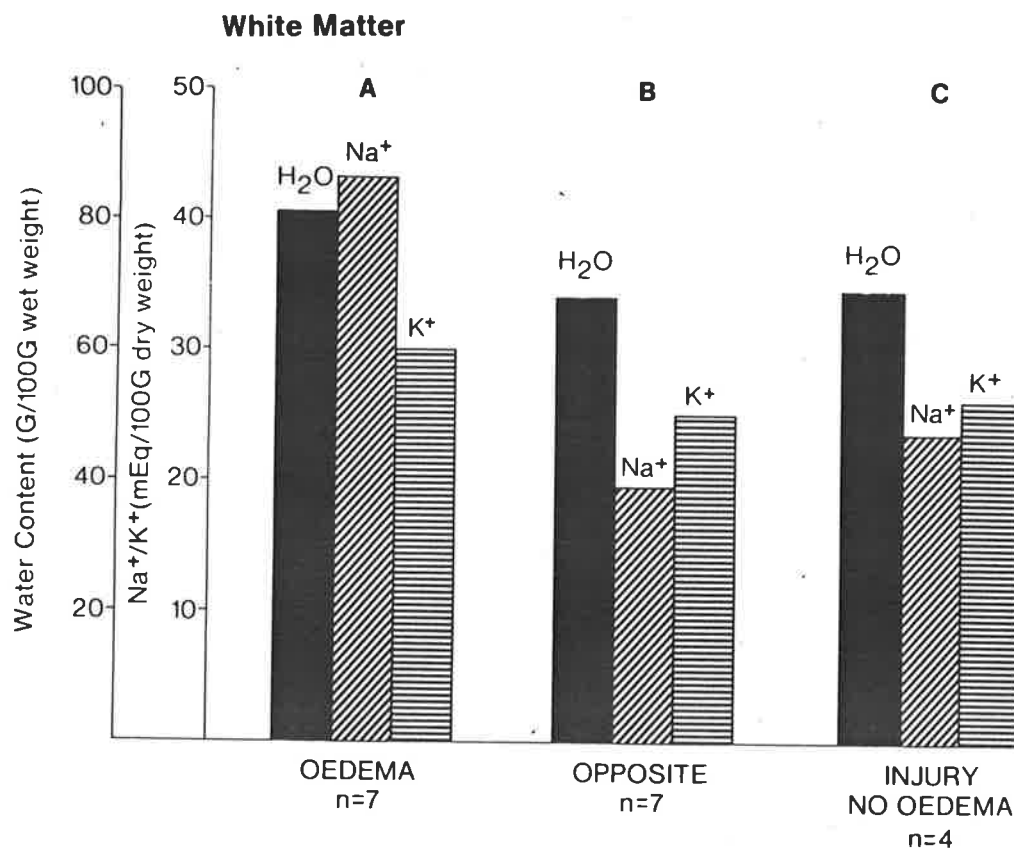 White Matter
A
B
C
Water Content (G/100G wet weight)
100
80
60
40
20
Na⁺/K⁺(mEq/100G dry weight)
50
40
30
20
10
H₂O
Na⁺
K⁺
H₂O
Na⁺
K⁺
H₂O
Na⁺
K⁺
OEDEMA
n=7
OPPOSITE
n=7
INJURY
NO OEDEMA
n=4